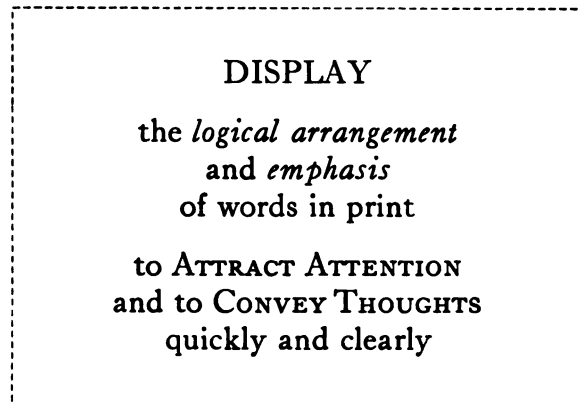 DISPLAY
the logical arrangement
and emphasis
of words in print
to ATTRACT ATTENTION
and to CONVEY THOUGHTS
quickly and clearly